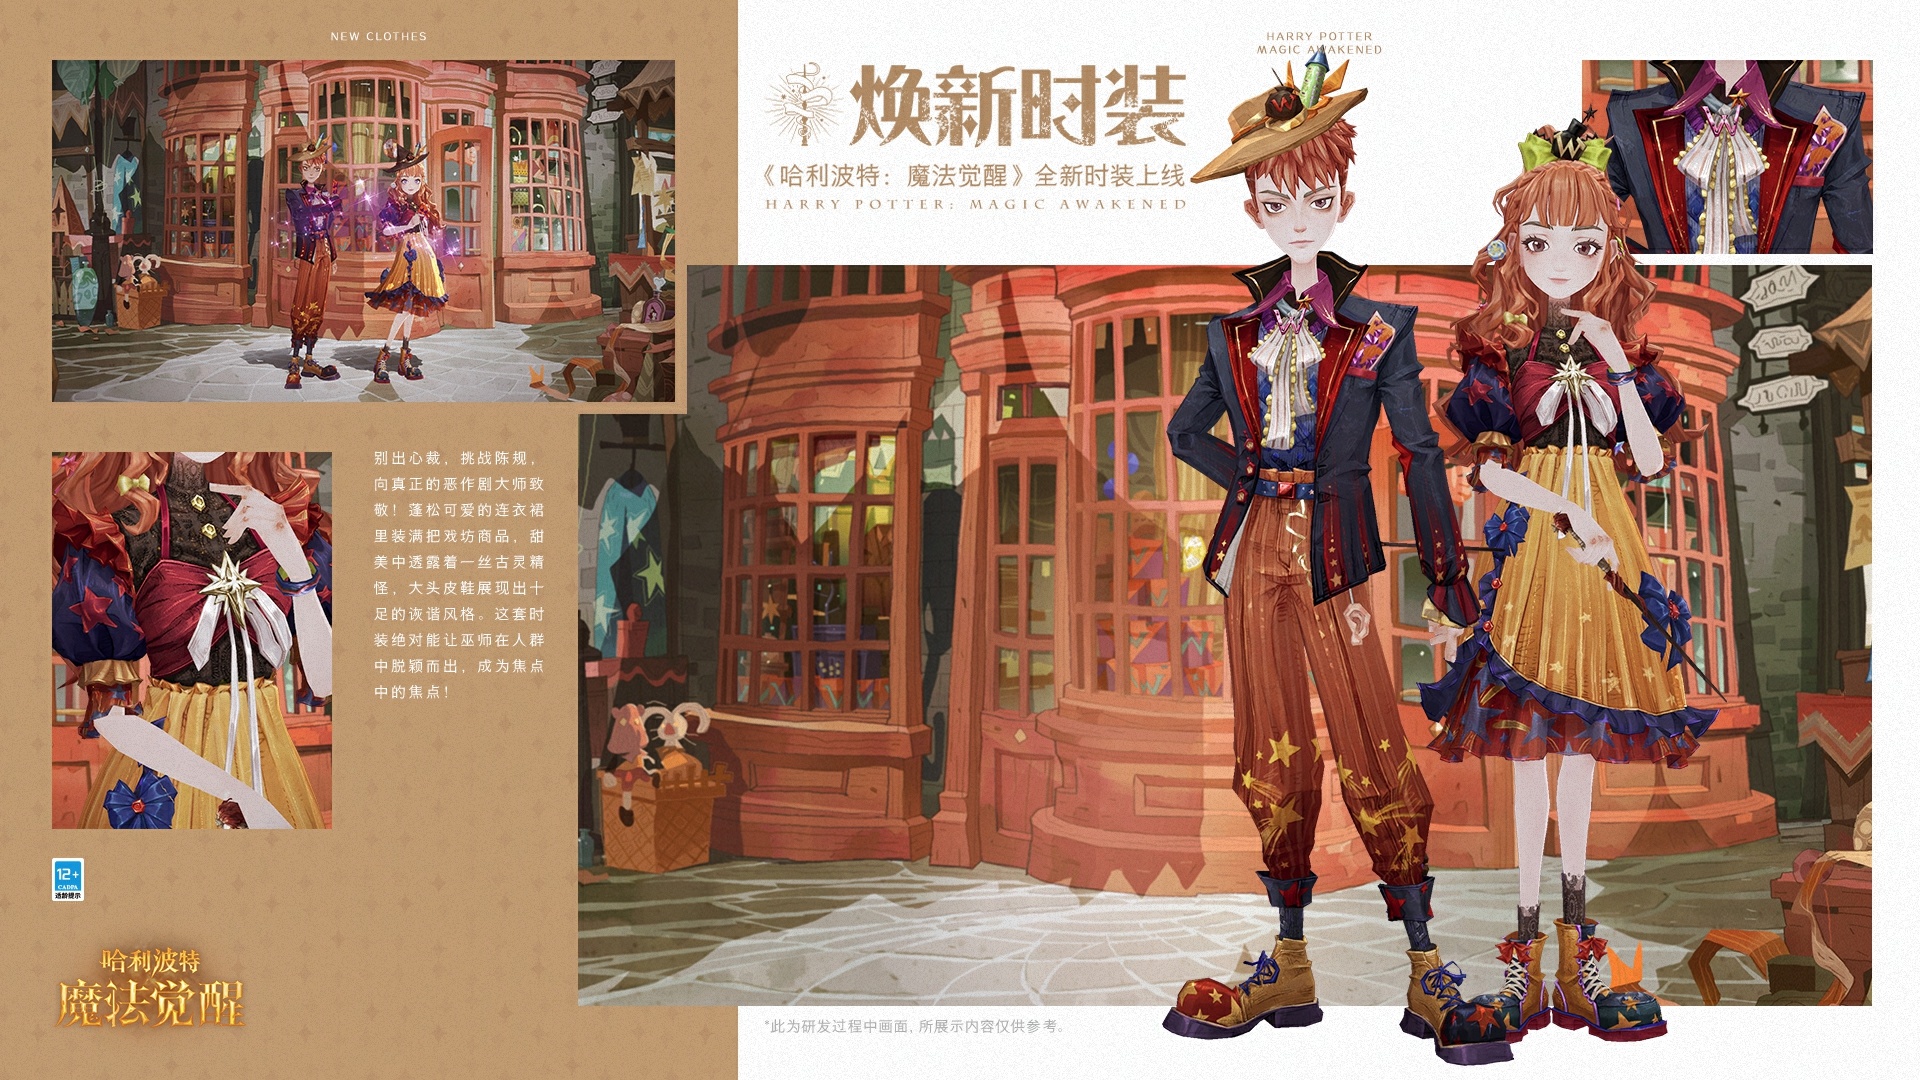 NEW CLOTHES
HARRY POTTER
MAGIC AWAKENED
焕新时装
《哈利波特：魔法觉醒》全新时装上线
HARRY POTTER: MAGIC AWAKENED
别出心裁，挑战陈规，
向真正的恶作剧大师致
敬！蓬松可爱的连衣裙
里装满把戏坊商品，甜
美中透露着一丝古灵精
怪，大头皮鞋展现出十
足的诙谐风格。这套时
装绝对能让巫师在人群
中脱颖而出，成为焦点
中的焦点！
12+
CADPA
适龄提示
哈利波特
魔法觉醒
*此为研发过程中画面，所展示内容仅供参考。